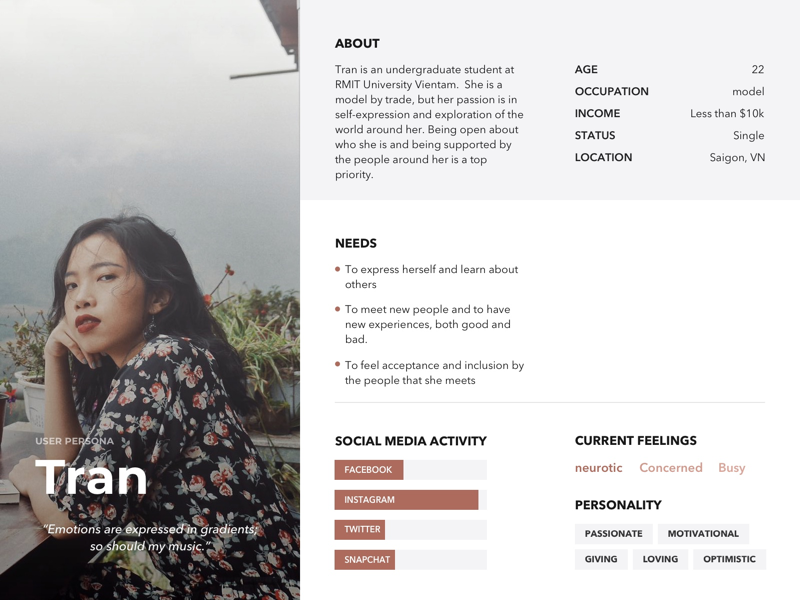 USER PERSONA
Tran
“Emotions are expressed in gradients;
so should my music.”
ABOUT
Tran is an undergraduate student at
RMIT University Vientam.  She is a
model by trade, but her passion is in
self-expression and exploration of the
world around her. Being open about
who she is and being supported by
the people around her is a top
priority.
AGE 22
OCCUPATION model
INCOME Less than $10k
STATUS Single
LOCATION Saigon, VN
NEEDS
To express herself and learn about
others
To meet new people and to have
new experiences, both good and
bad.
To feel acceptance and inclusion by
the people that she meets
SOCIAL MEDIA ACTIVITY
FACEBOOK
INSTAGRAM
TWITTER
SNAPCHAT
CURRENT FEELINGS
neurotic Concerned Busy
PERSONALITY
PASSIONATE MOTIVATIONAL
GIVING LOVING OPTIMISTIC